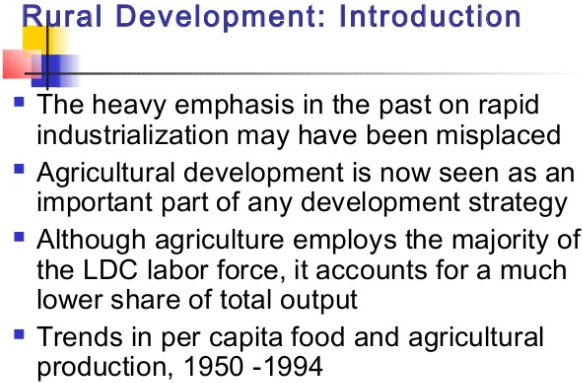 Rural Development: Introduction
The heavy emphasis in the past on rapid
industrialization may have been misplaced
Agricultural development is now seen as an
important part of any development strategy
Although agriculture employs the majority of
the LDC labor force, it accounts for a much
lower share of total output
Trends in per capita food and agricultural
production, 1950 -1994